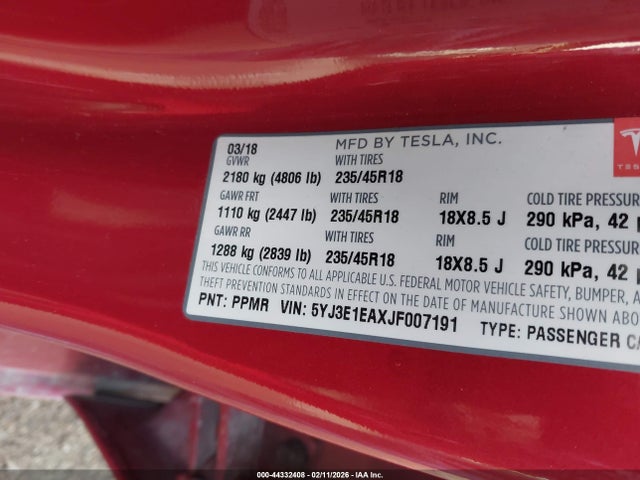 03/18 MFD BY TESLA, INC.
GVWR WITH TIRES
2180 kg (4806 lb) 235/45R18
GAWR FRT WITH TIRES RIM COLD TIRE PRESSURE
1110 kg (2447 lb) 235/45R18 18X8.5 J 290 kPa, 42
GAWR RR WITH TIRES RIM COLD TIRE PRESSURE
1288 kg (2839 lb) 235/45R18 18X8.5 J 290 kPa, 42
THIS VEHICLE CONFORMS TO ALL APPLICABLE U.S. FEDERAL MOTOR VEHICLE SAFETY, BUMPER,
THEFT PREVENTION STANDARDS IN EFFECT ON THE DATE OF MANUFACTURE SHOWN ABOVE.
PNT: PPMR VIN: 5YJ3E1EAXJF007191 TYPE: PASSENGER
000-44332408 - 02/11/2026 - IAA Inc.